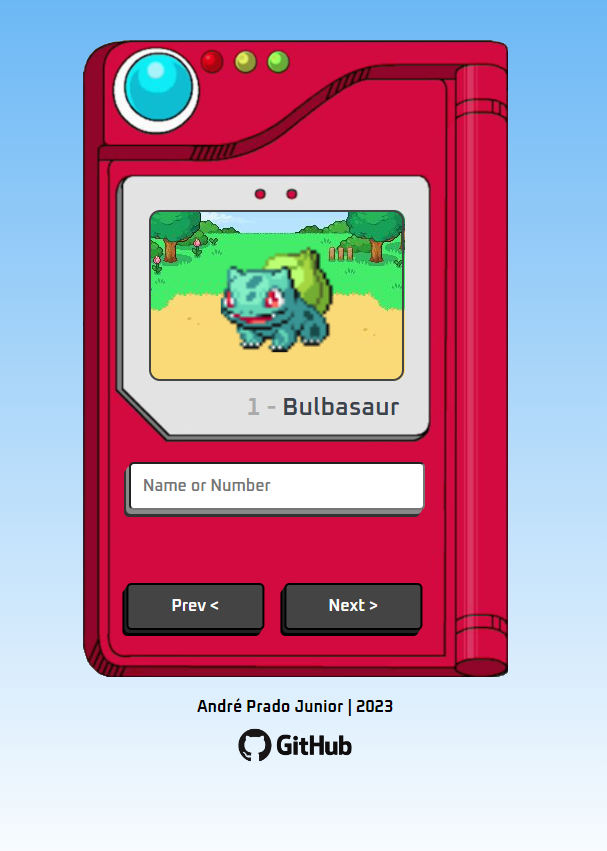 1 - Bulbasaur
Name or Number
Prev <
Next >
André Prado Junior | 2023
GitHub